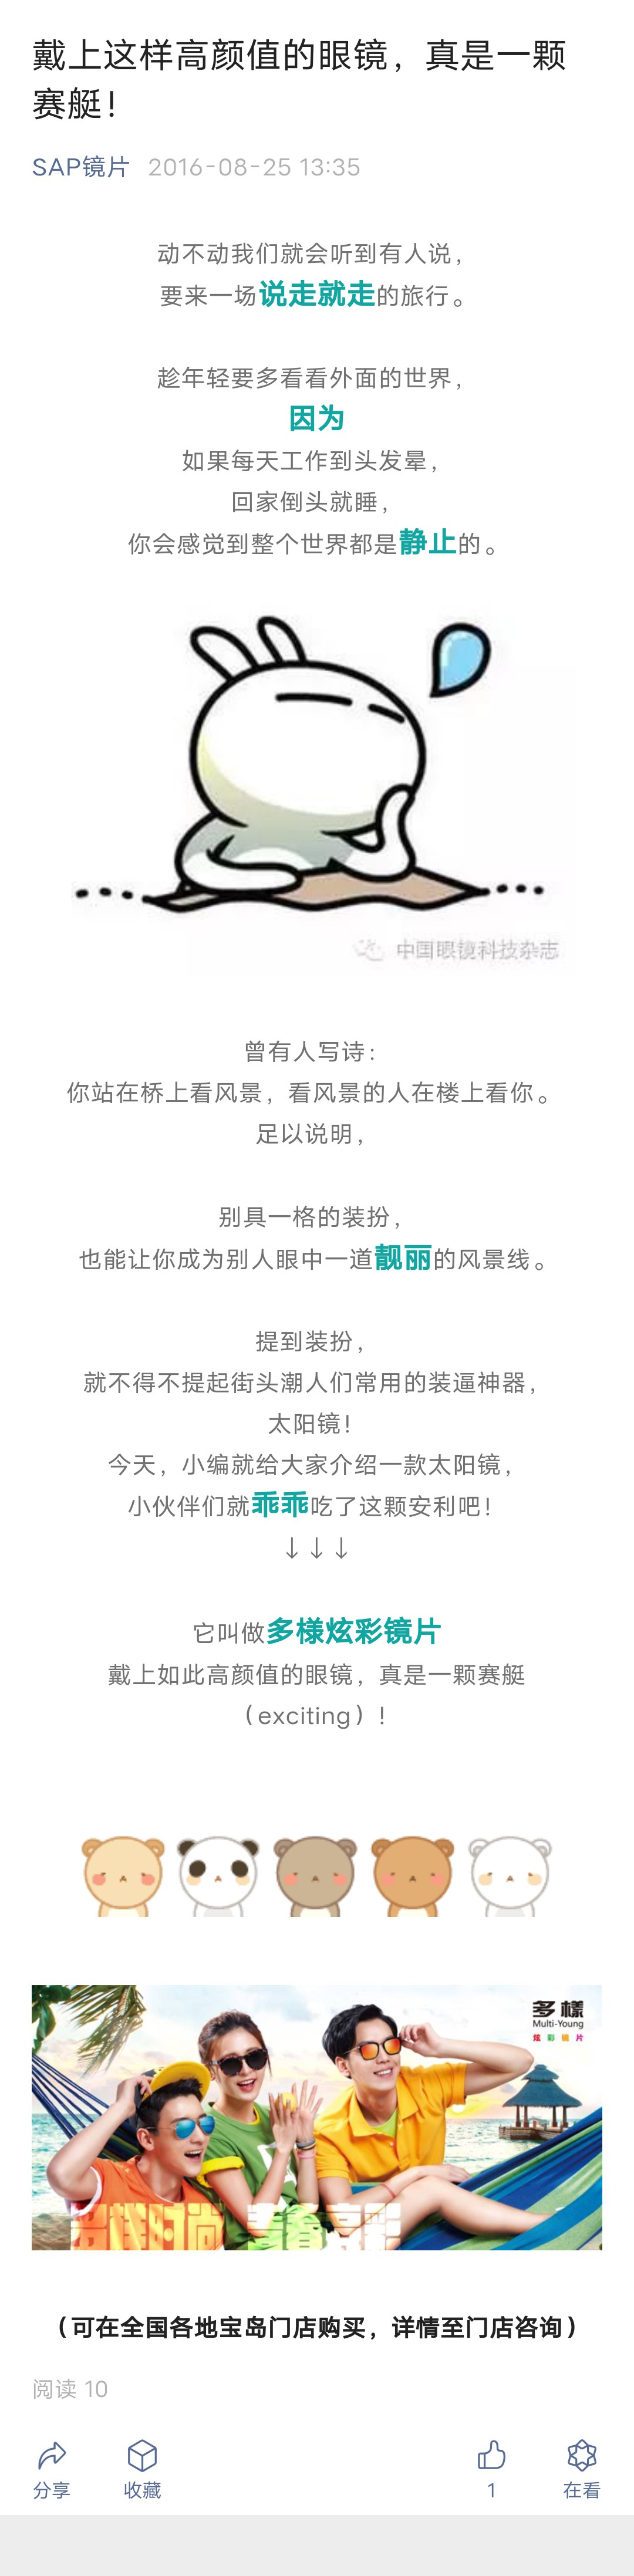 戴上这样高颜值的眼镜，真是一颗
赛艇！
SAP镜片 2016-08-25 13:35
动不动我们就会听到有人说，
要来一场说走就走的旅行。
趁年轻要多看看外面的世界，
因为
如果每天工作到头发晕，
回家倒头就睡，
你会感觉到整个世界都是静止的。
中国眼镜科技杂志
曾有人写诗：
你站在桥上看风景，看风景的人在楼上看你。
足以说明，
别具一格的装扮，
也能让你成为别人眼中一道靓丽的风景线。
提到装扮，
就不得不提起街头潮人们常用的装逼神器，
太阳镜！
今天，小编就给大家介绍一款太阳镜，
小伙伴们就乖乖吃了这颗安利吧！
↓↓↓
它叫做多様炫彩镜片
戴上如此高颜值的眼镜，真是一颗赛艇
（exciting）!
多樣
Multi-Young
炫彩镜片
（可在全国各地宝岛门店购买，详情至门店咨询）
阅读 10
分享 收藏 1 在看